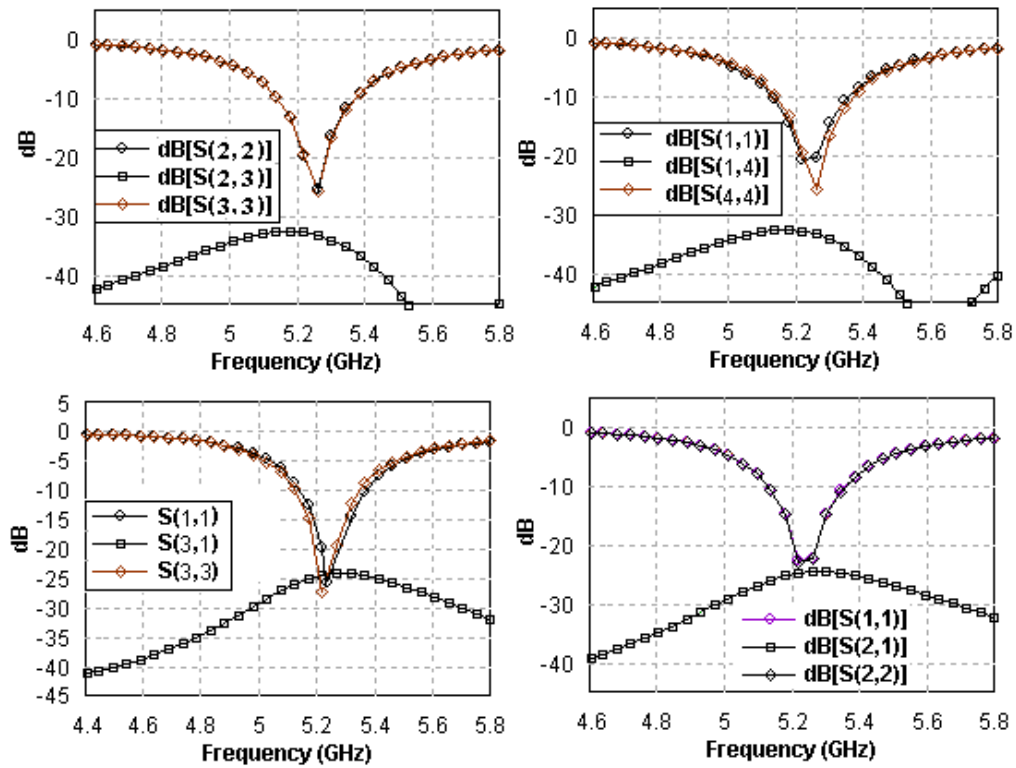 0
-10
-20
-30
-40
dB
dB[S(2,2)]
dB[S(2,3)]
dB[S(3,3)]
4.6 4.8 5 5.2 5.4 5.6 5.8
Frequency (GHz)
0
-10
-20
-30
-40
dB
dB[S(1,1)]
dB[S(1,4)]
dB[S(4,4)]
4.6 4.8 5 5.2 5.4 5.6 5.8
Frequency (GHz)
5
0
-5
-10
-15
-20
-25
-30
-35
-40
-45
dB
S(1,1)
S(3,1)
S(3,3)
4.4 4.6 4.8 5 5.2 5.4 5.6 5.8
Frequency (GHz)
0
-10
-20
-30
-40
dB
dB[S(1,1)]
dB[S(2,1)]
dB[S(2,2)]
4.6 4.8 5 5.2 5.4 5.6 5.8
Frequency (GHz)